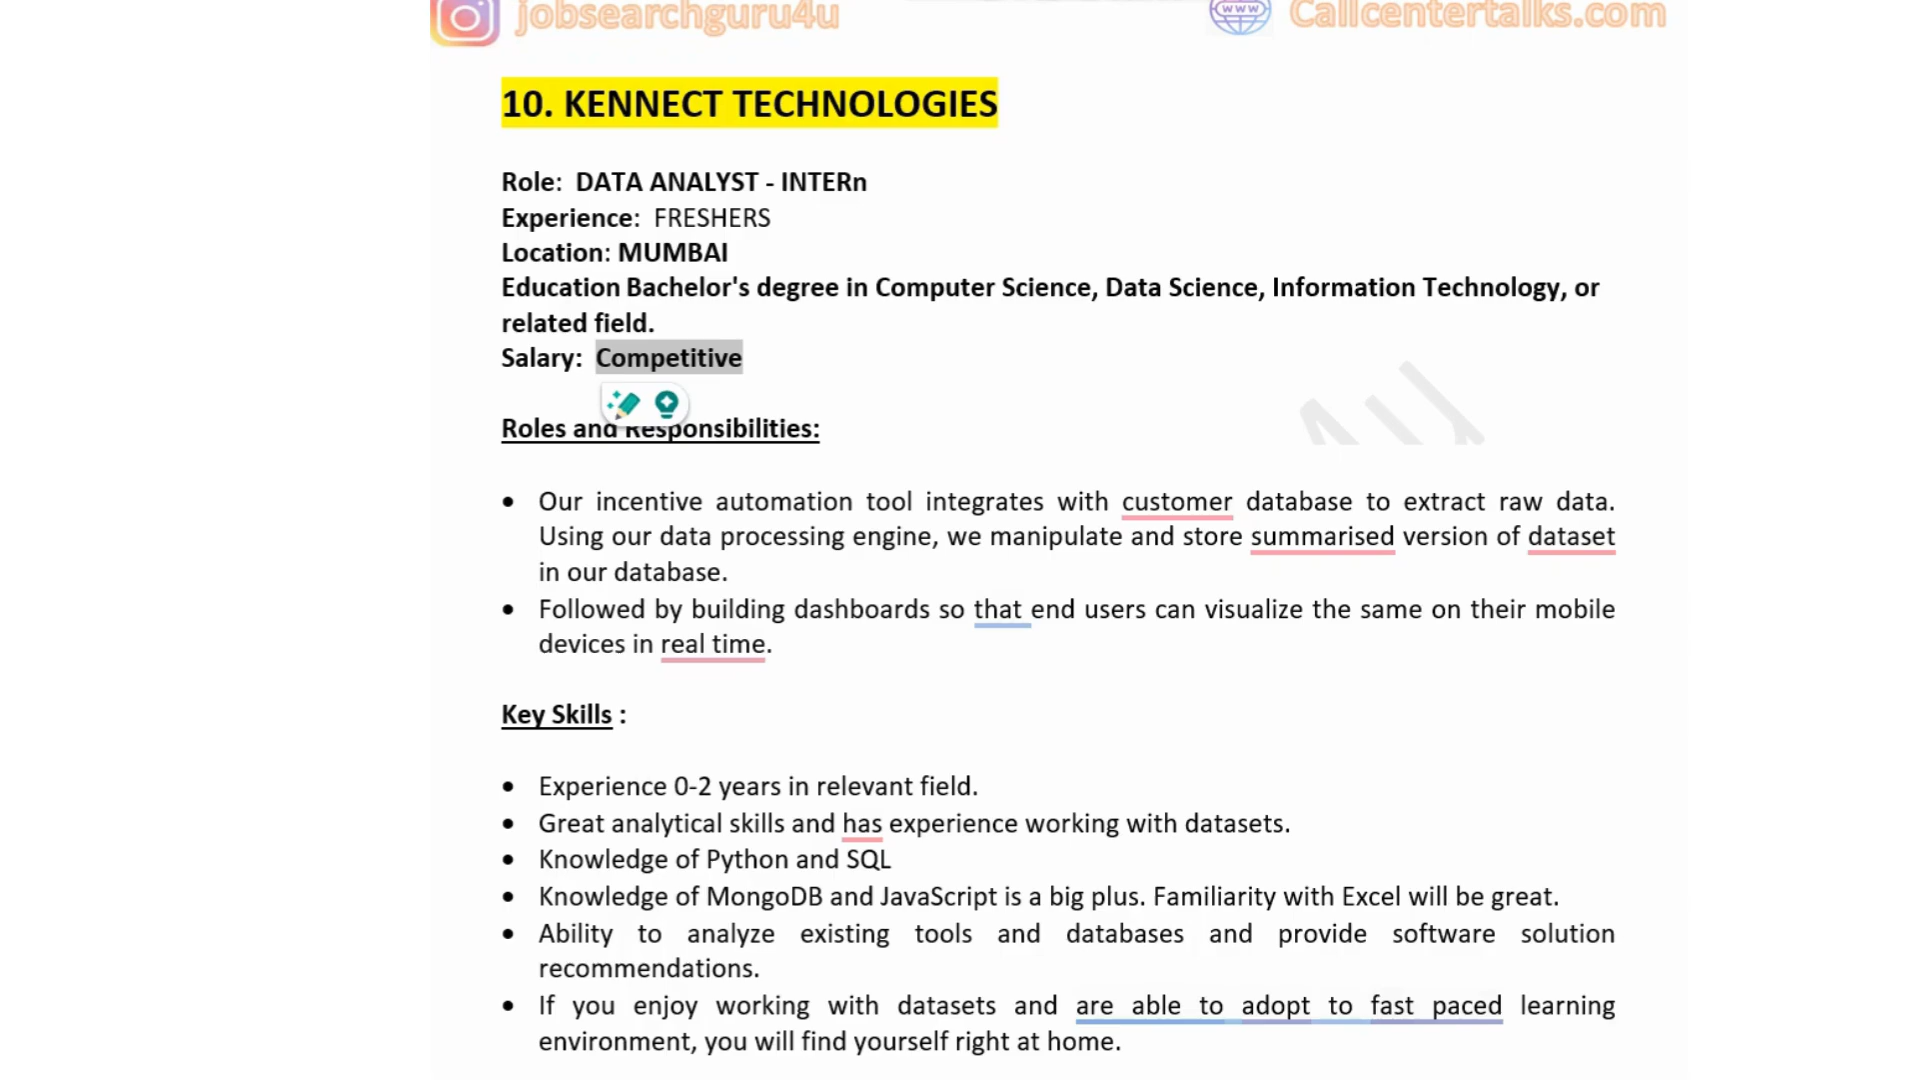 jobsearchguru4u
www
Callcentertalks.com
10. KENNECT TECHNOLOGIES
Role: DATA ANALYST - INTERn
Experience: FRESHERS
Location: MUMBAI
Education Bachelor's degree in Computer Science, Data Science, Information Technology, or
related field.
Salary: Competitive
Roles and Responsibilities:
• Our incentive automation tool integrates with customer database to extract raw data.
Using our data processing engine, we manipulate and store summarised version of dataset
in our database.
• Followed by building dashboards so that end users can visualize the same on their mobile
devices in real time.
Key Skills :
• Experience 0-2 years in relevant field.
• Great analytical skills and has experience working with datasets.
• Knowledge of Python and SQL
• Knowledge of MongoDB and JavaScript is a big plus. Familiarity with Excel will be great.
• Ability to analyze existing tools and databases and provide software solution
recommendations.
• If you enjoy working with datasets and are able to adopt to fast paced learning
environment, you will find yourself right at home.